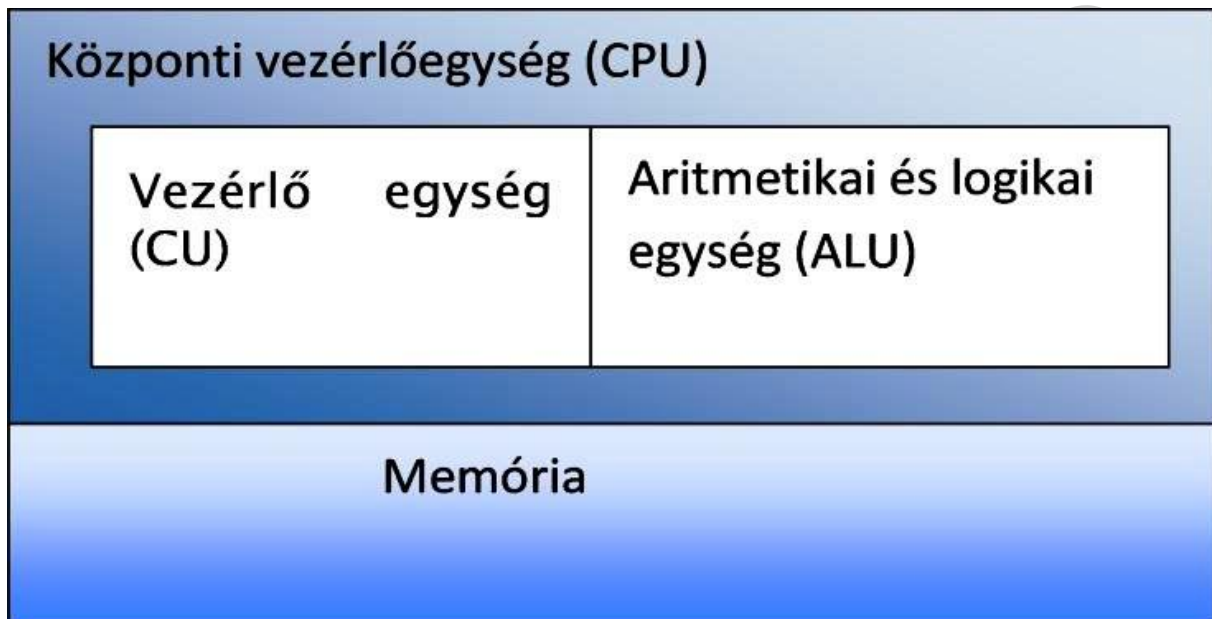 Központi vezérlőegység (CPU)
Vezérlő egység
(CU)
Aritmetikai és logikai
egység (ALU)
Memória